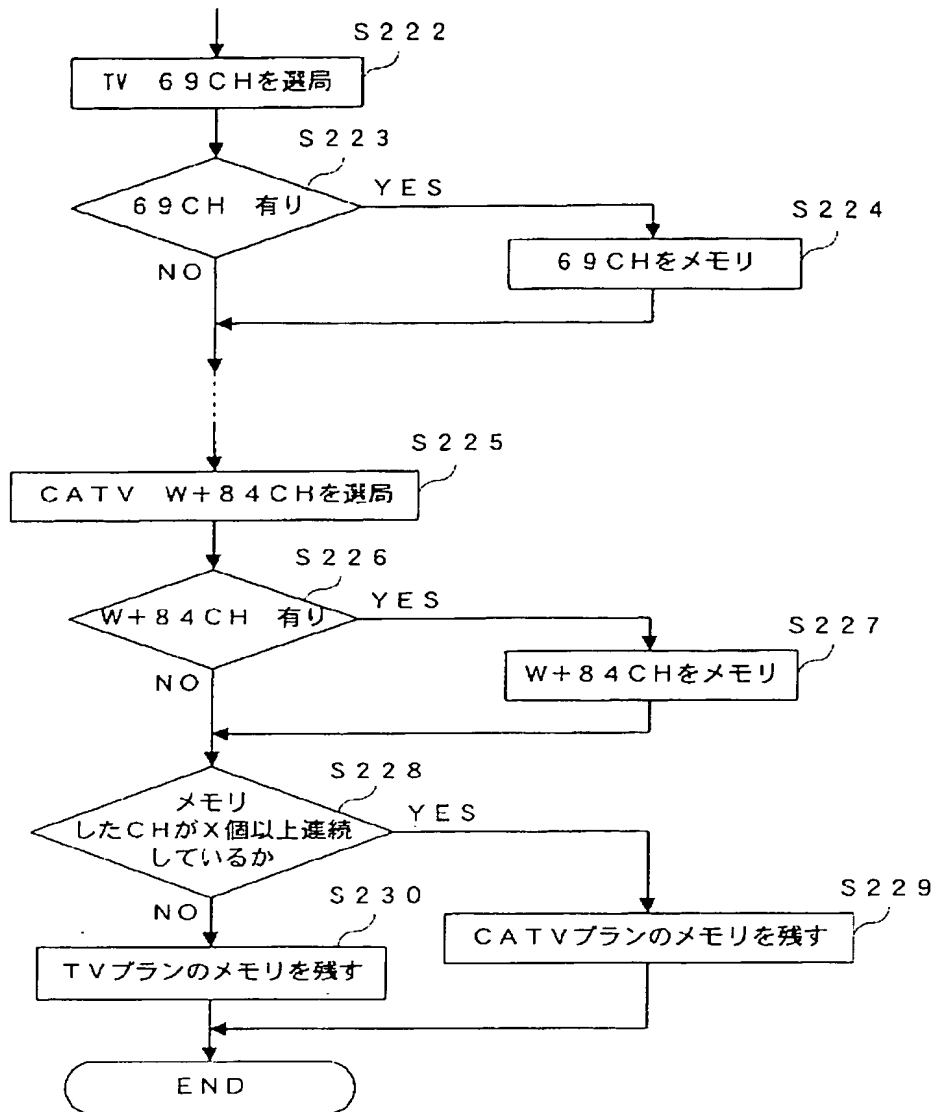 S222
TV 69CHを選局
S223
69CH 有り
YES
NO
S224
69CHをメモリ
S225
CATV W+84CHを選局
S226
W+84CH 有り
YES
NO
S227
W+84CHをメモリ
S228
メモリ
したCHがX個以上連続
しているか
YES
NO
S229
CATVプランのメモリを残す
S230
TVプランのメモリを残す
END